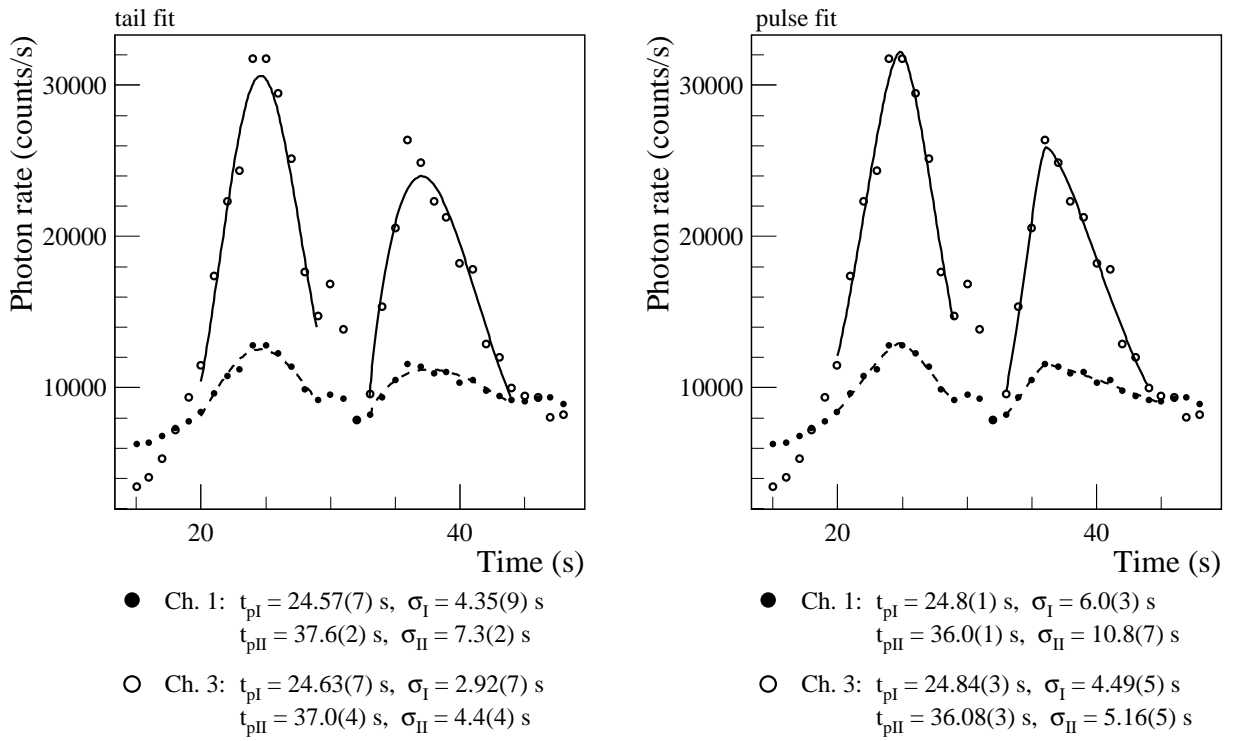 tail fit
Photon rate (counts/s)
30000
20000
10000
20
40
Time (s)
Ch. 1: t_pI = 24.57(7) s, σ_I = 4.35(9) s
t_pII = 37.6(2) s, σ_II = 7.3(2) s
Ch. 3: t_pI = 24.63(7) s, σ_I = 2.92(7) s
t_pII = 37.0(4) s, σ_II = 4.4(4) s
pulse fit
Photon rate (counts/s)
30000
20000
10000
20
40
Time (s)
Ch. 1: t_pI = 24.8(1) s, σ_I = 6.0(3) s
t_pII = 36.0(1) s, σ_II = 10.8(7) s
Ch. 3: t_pI = 24.84(3) s, σ_I = 4.49(5) s
t_pII = 36.08(3) s, σ_II = 5.16(5) s